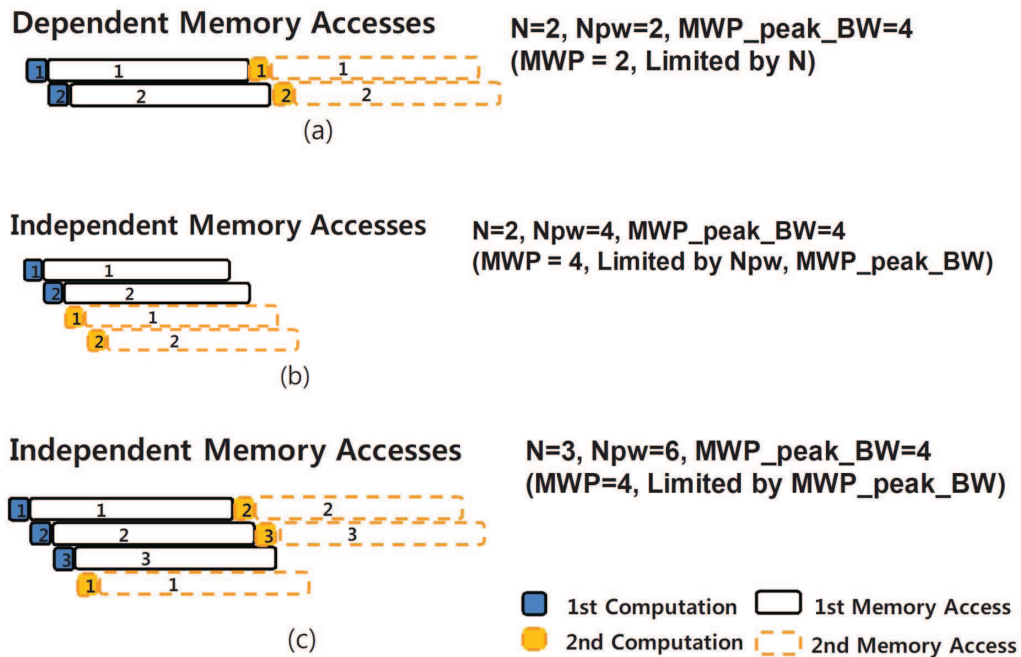 Dependent Memory Accesses
N=2, Npw=2, MWP_peak_BW=4
(MWP = 2, Limited by N)
1 1 1 1
2 2 2 2
(a)
Independent Memory Accesses
N=2, Npw=4, MWP_peak_BW=4
(MWP = 4, Limited by Npw, MWP_peak_BW)
1 1
2 2
1 1
2 2
(b)
Independent Memory Accesses
N=3, Npw=6, MWP_peak_BW=4
(MWP=4, Limited by MWP_peak_BW)
1 1 2 2
2 2 3 3
3 3
1 1
(c)
1st Computation 1st Memory Access
2nd Computation 2nd Memory Access